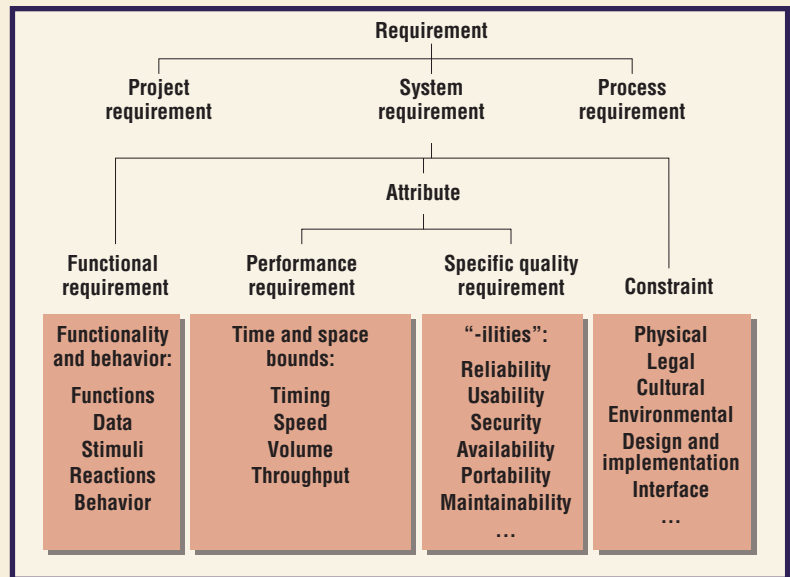 Requirement
Project
requirement
System
requirement
Process
requirement
Attribute
Functional
requirement
Performance
requirement
Specific quality
requirement
Constraint
Functionality
and behavior:
Functions
Data
Stimuli
Reactions
Behavior
Time and space
bounds:
Timing
Speed
Volume
Throughput
“-ilities”:
Reliability
Usability
Security
Availability
Portability
Maintainability
…
Physical
Legal
Cultural
Environmental
Design and
implementation
Interface
…